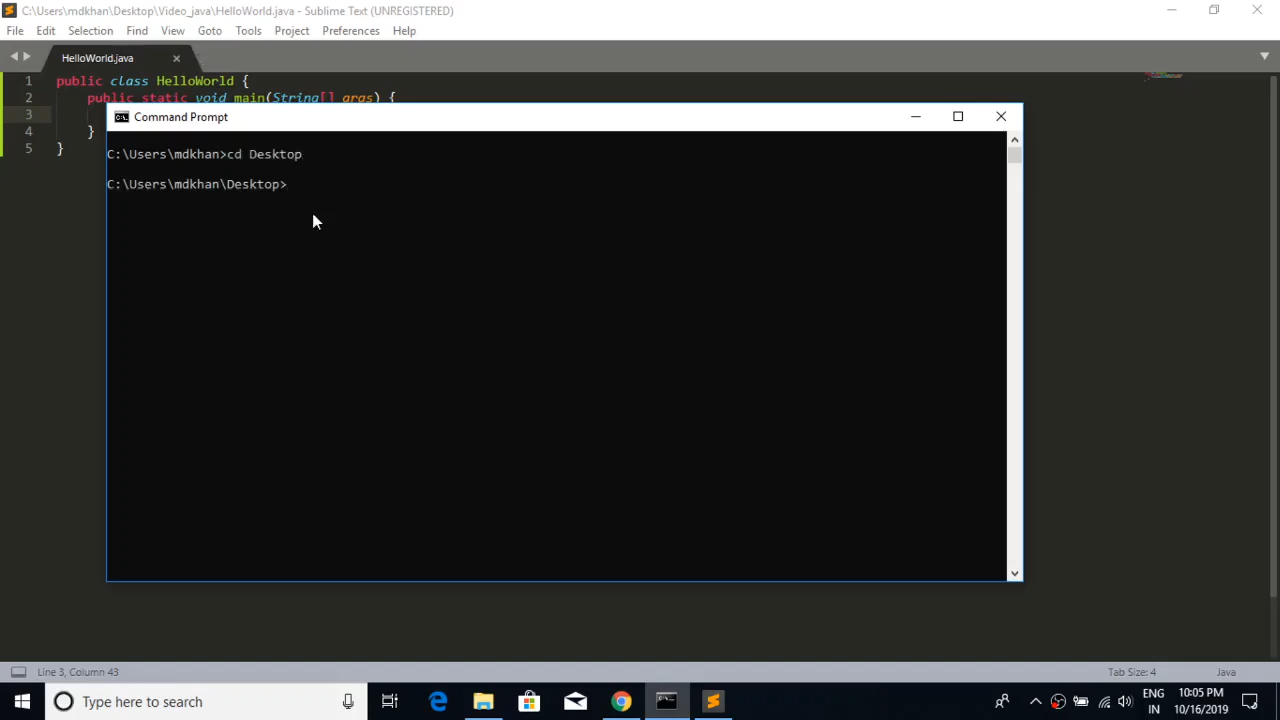 C:\Users\mdkhan\Desktop\Video_java\HelloWorld.java - Sublime Text (UNREGISTERED)
File Edit Selection View Goto Tools Project Preferences Help
HelloWorld.java
1 public class HelloWorld {
2 public static void main(String[] args) {
3
4 }
5 }
Command Prompt
C:\Users\mdkhan>cd Desktop
C:\Users\mdkhan\Desktop>
Line 3, Column 43 Tab Size: 4 Java
Type here to search
ENG
IN
10:05 PM
10/16/2019